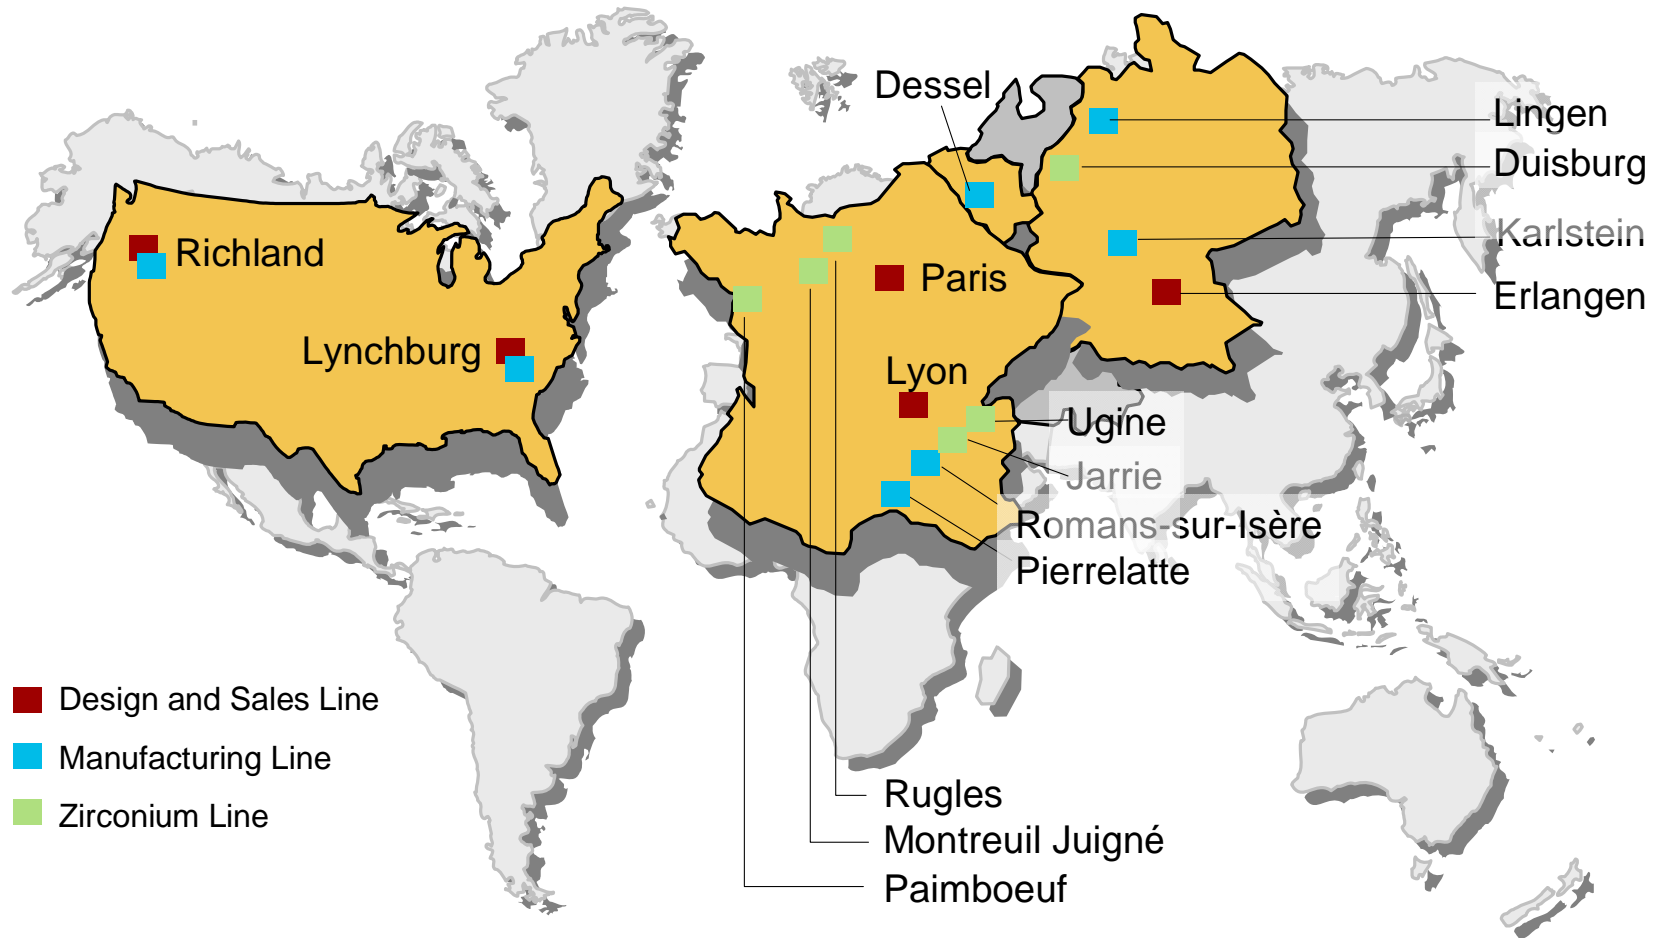 Dessel
Lingen
Duisburg
Karlstein
Erlangen
Richland
Paris
Lynchburg
Lyon
Ugine
Jarrie
Romans-sur-Isère
Pierrelatte
Design and Sales Line
Manufacturing Line
Zirconium Line
Rugles
Montreuil Juigné
Paimboeuf